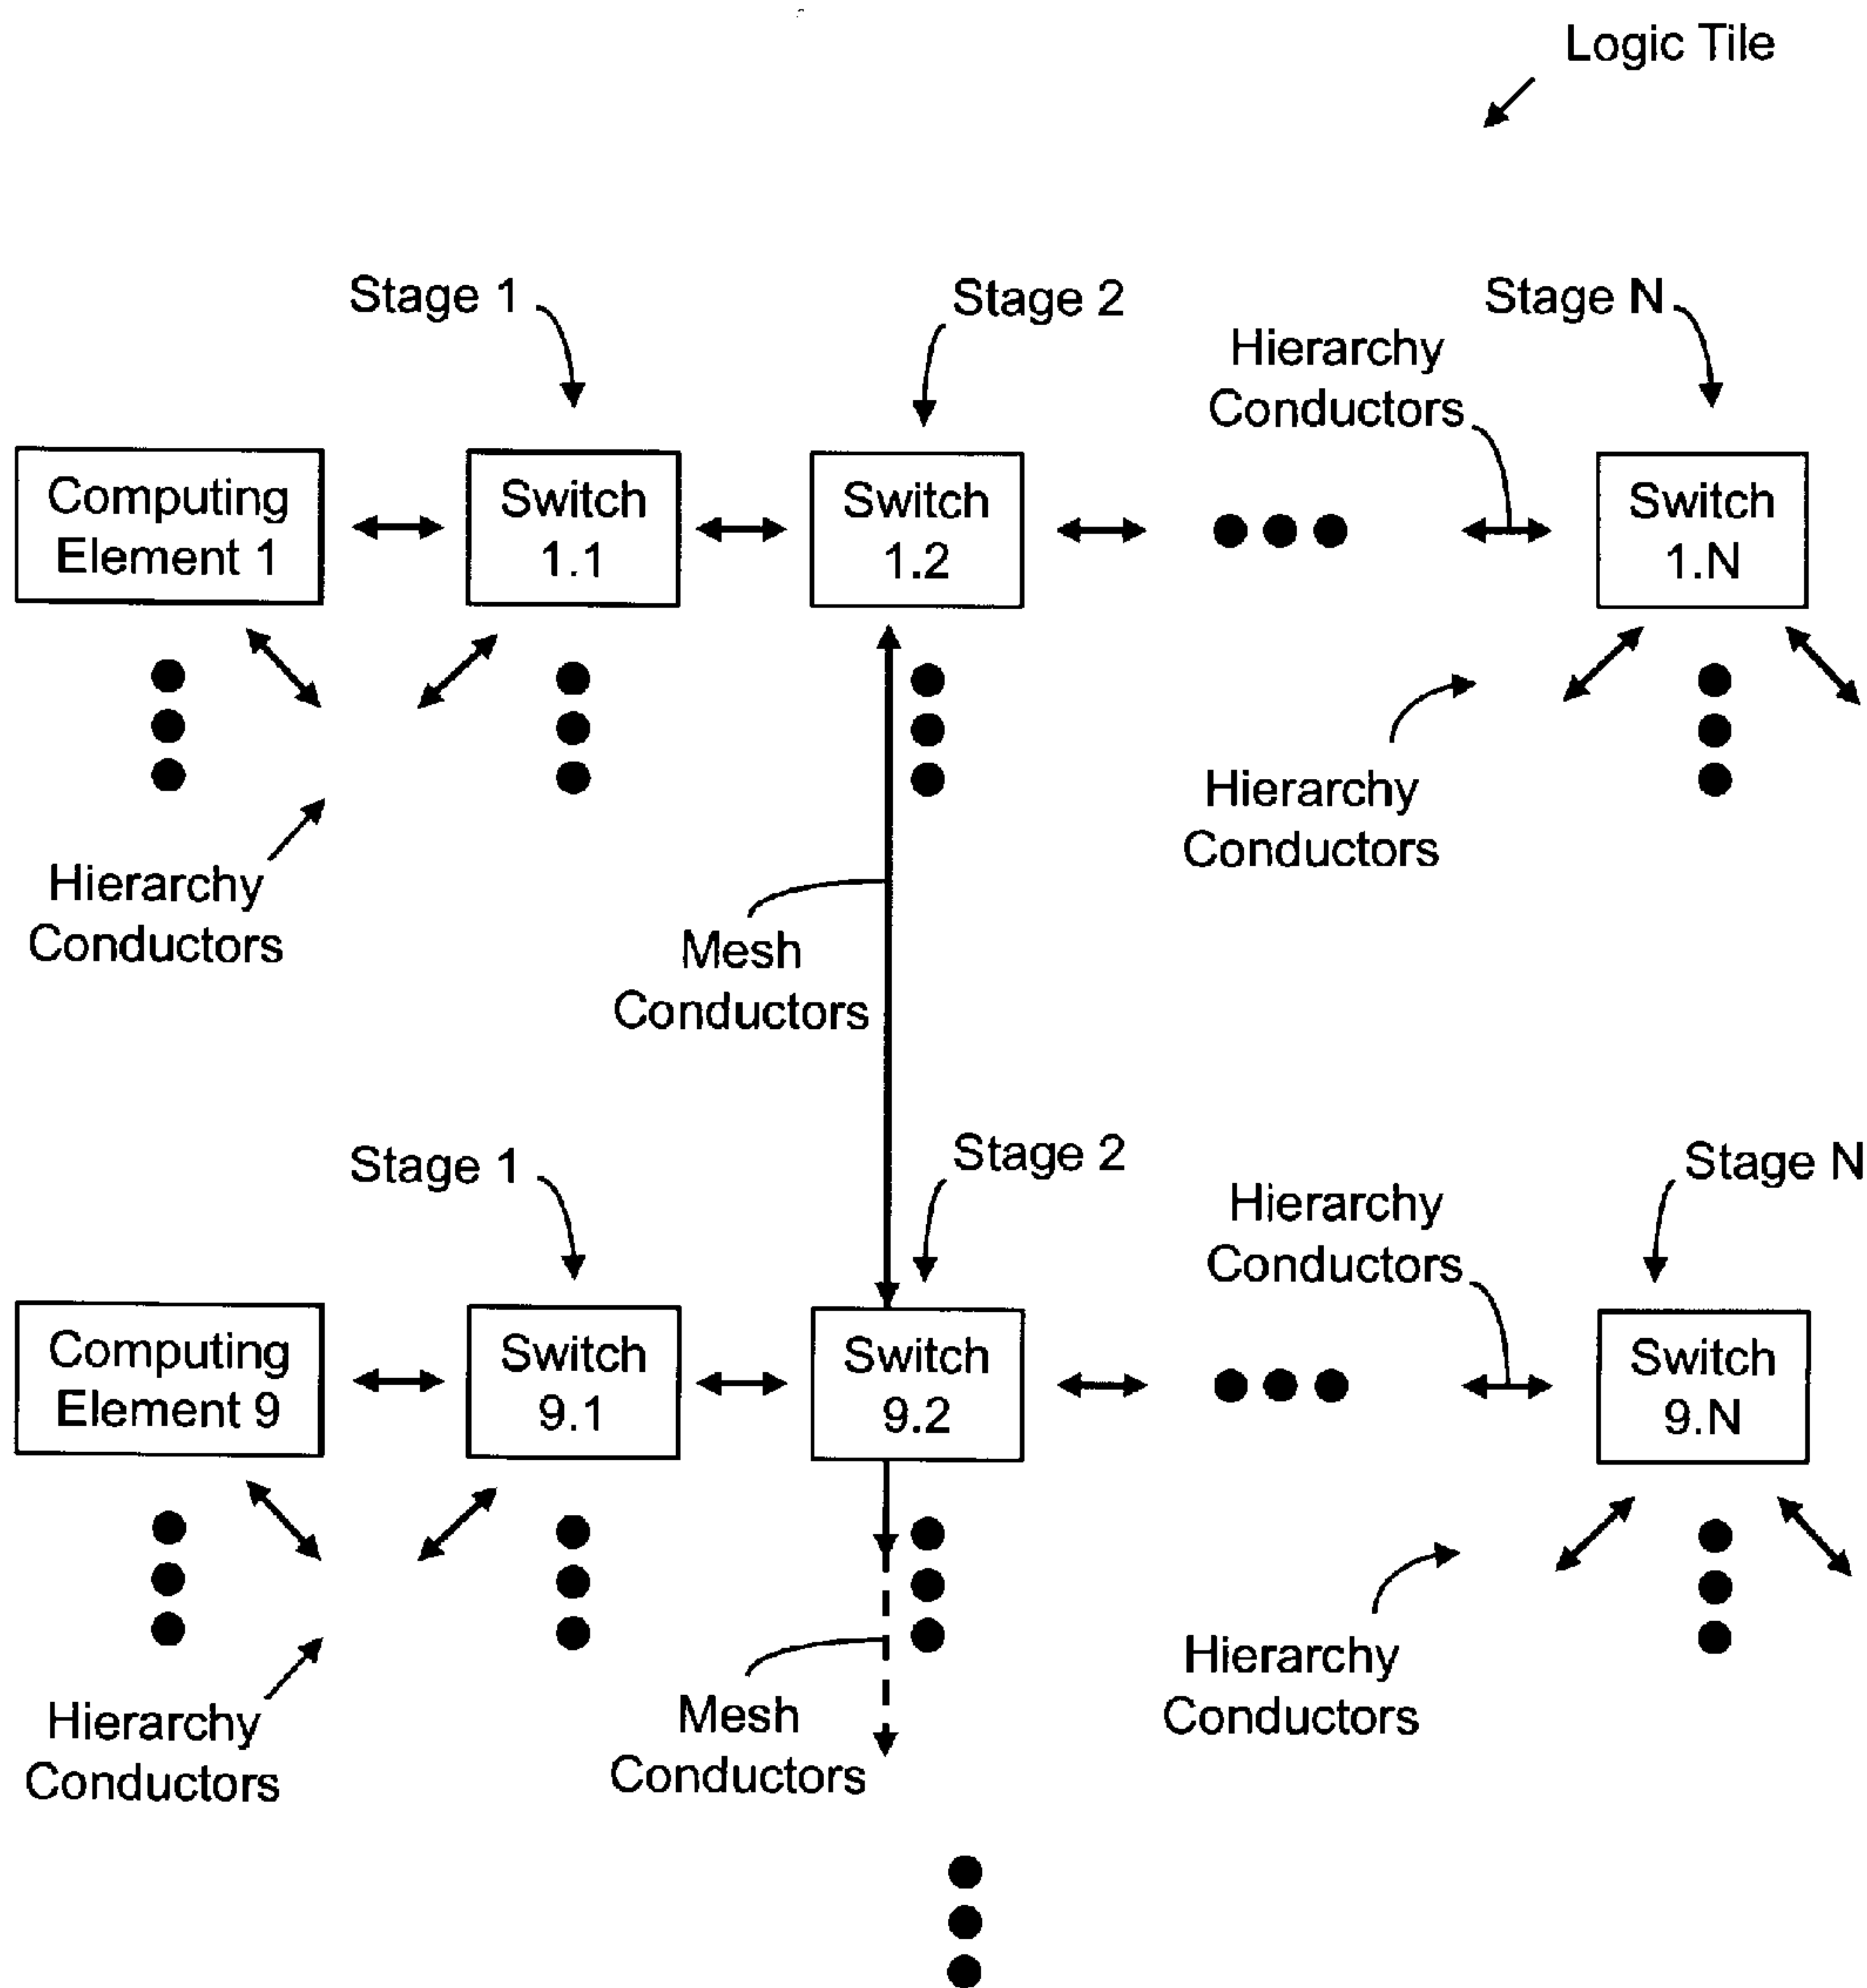 Logic Tile
Stage 1
Stage 2
Stage N
Hierarchy
Conductors
Computing
Element 1
Switch
1.1
Switch
1.2
Switch
1.N
Hierarchy
Conductors
Hierarchy
Conductors
Mesh
Conductors
Stage 1
Stage 2
Stage N
Hierarchy
Conductors
Computing
Element 9
Switch
9.1
Switch
9.2
Switch
9.N
Hierarchy
Conductors
Hierarchy
Conductors
Mesh
Conductors